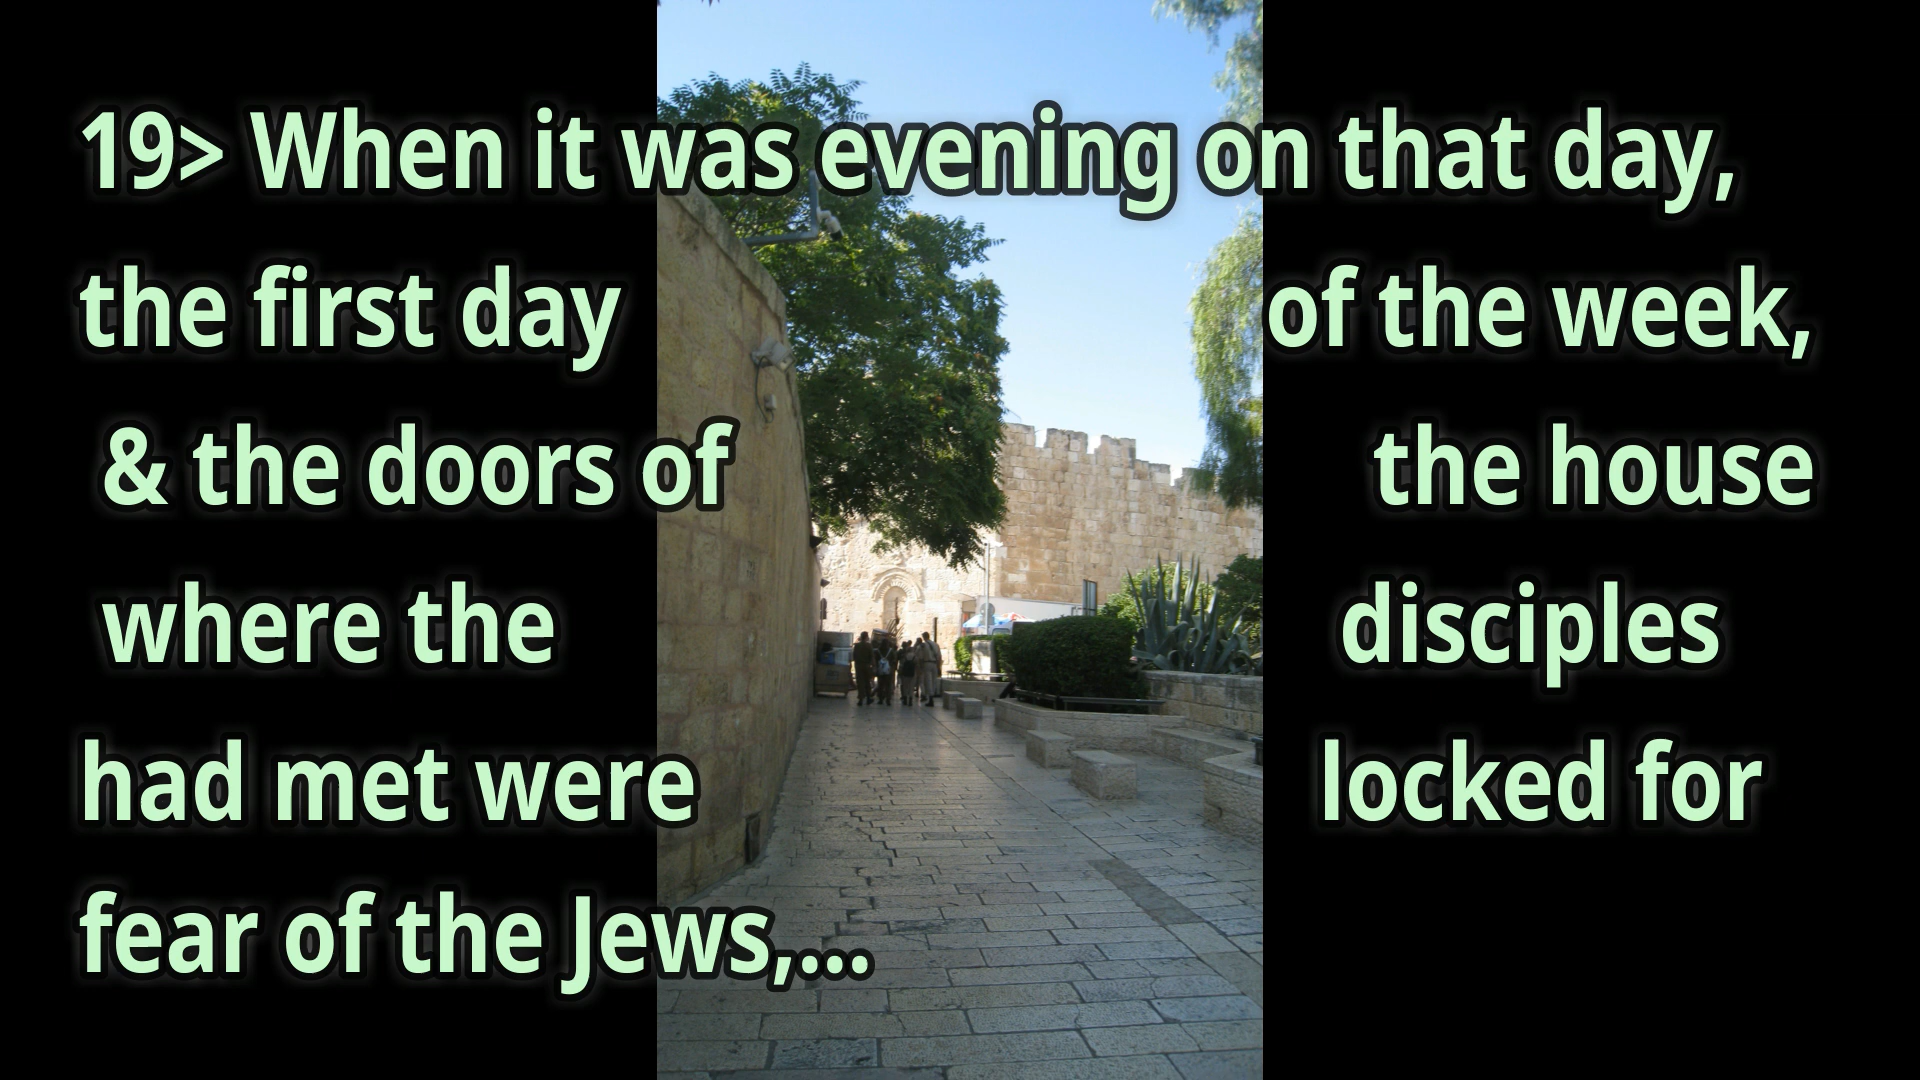 19> When it was evening on that day,
the first day of the week,
& the doors of the house
where the disciples
had met were locked for
fear of the Jews,...